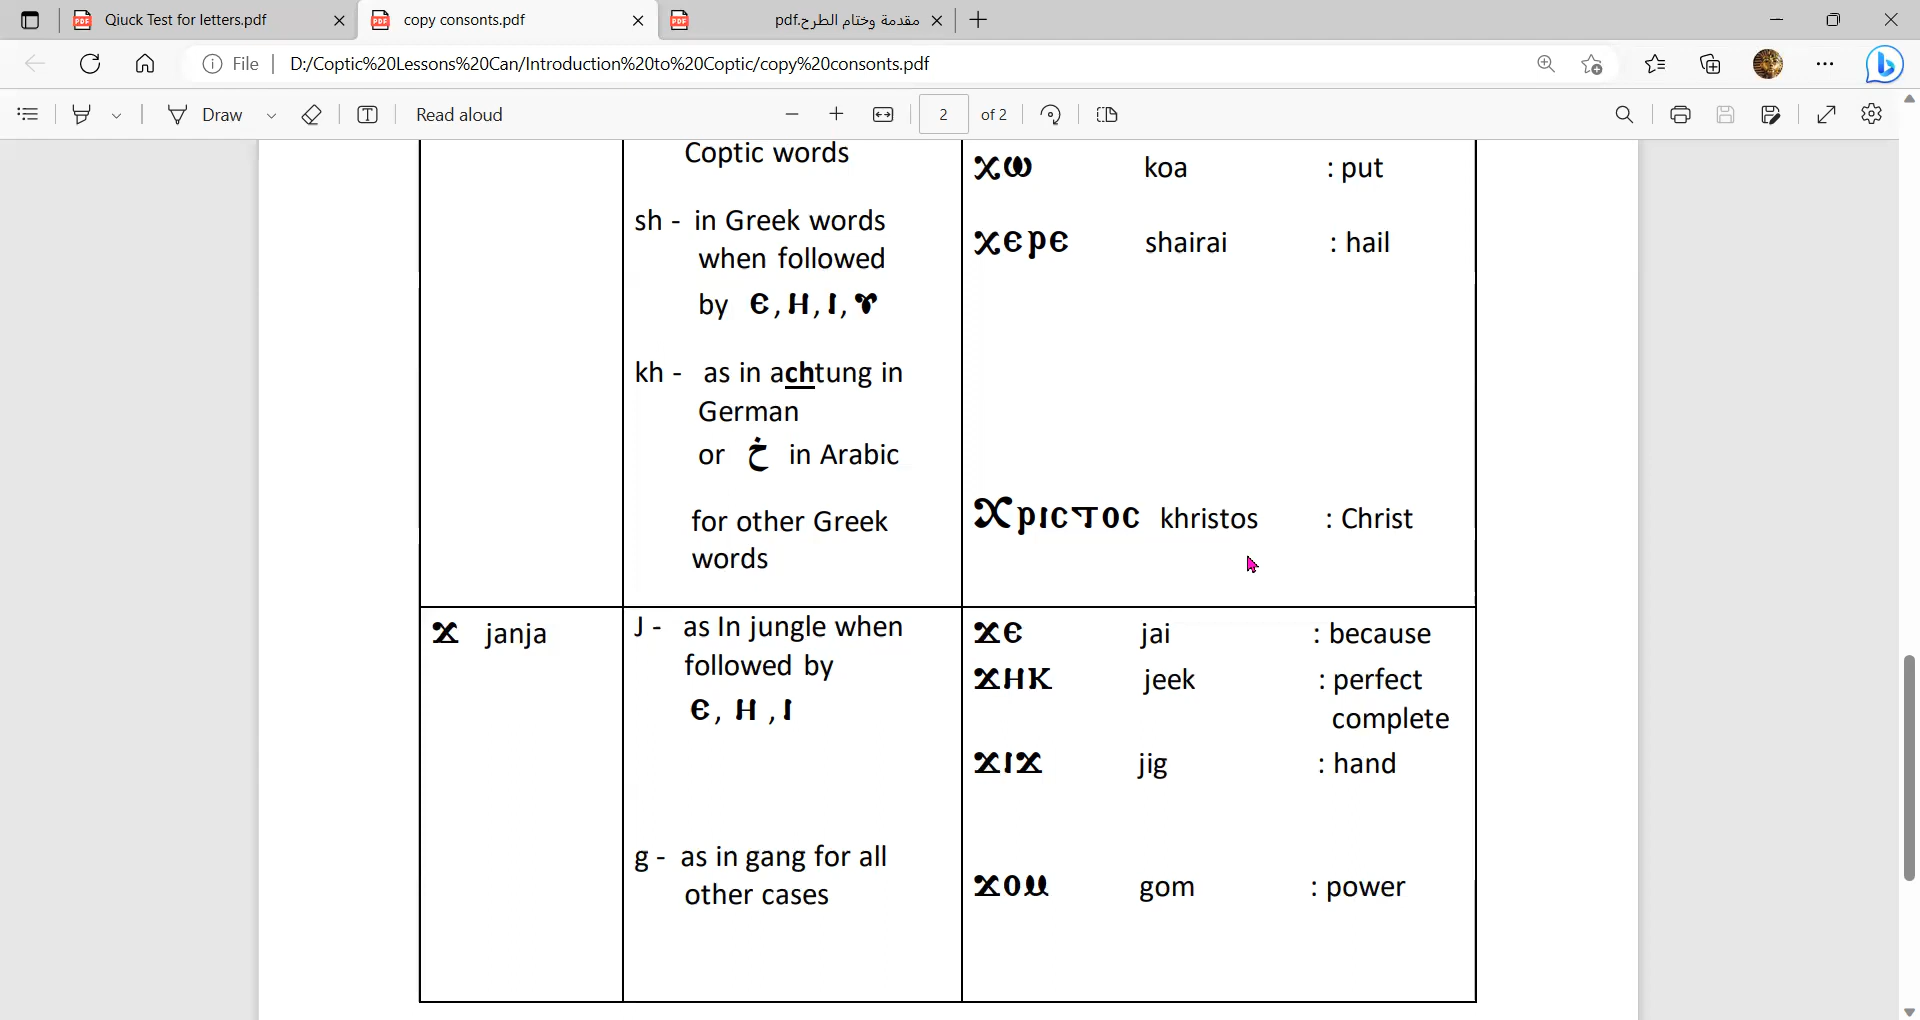 Qiuck Test for letters.pdf
copy consonts.pdf
مقدمة وختام الطرح.pdf
File
D:/Coptic%20Lessons%20Can/Introduction%20to%20Coptic/copy%20consonts.pdf
Draw
Read aloud
2
of 2
Coptic words
ⲭⲱ koa : put
sh - in Greek words
when followed
by ⲉ, ⲏ, ⲓ, ⲩ
ⲭⲉⲣⲉ shairai : hail
kh - as in achtung in
German
or خ in Arabic
for other Greek
words
Ⲭⲣⲓⲥⲧⲟⲥ khristos : Christ
ϫ janja
J - as In jungle when
followed by
ⲉ, ⲏ , ⲓ
ϫⲉ jai : because
ϫⲏⲕ jeek : perfect
complete
ϫⲓϫ jig : hand
g - as in gang for all
other cases
ϫⲟⲙ gom : power